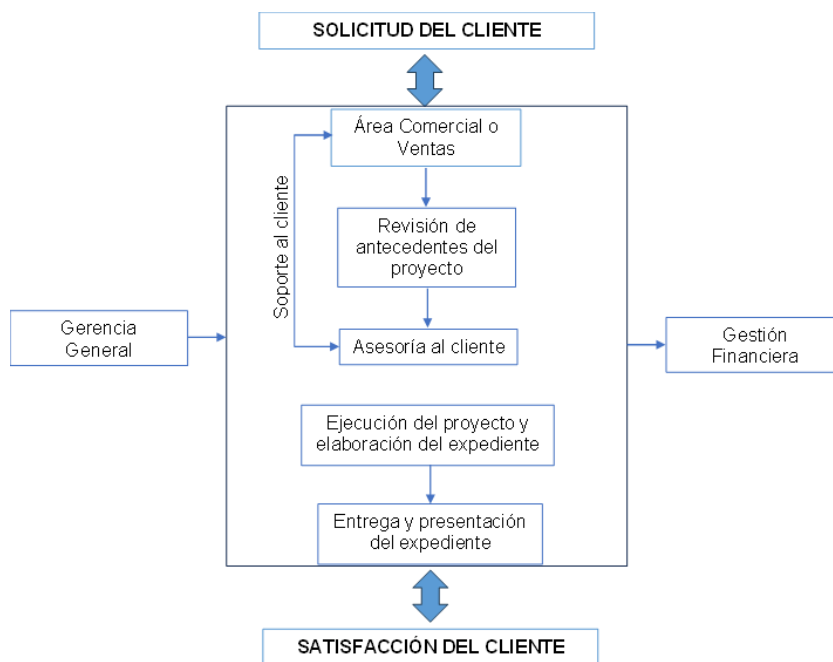 SOLICITUD DEL CLIENTE
Área Comercial o
Ventas
Soporte al cliente
Revisión de
antecedentes del
proyecto
Gerencia
General
Asesoría al cliente
Gestión
Financiera
Ejecución del proyecto y
elaboración del expediente
Entrega y presentación
del expediente
SATISFACCIÓN DEL CLIENTE